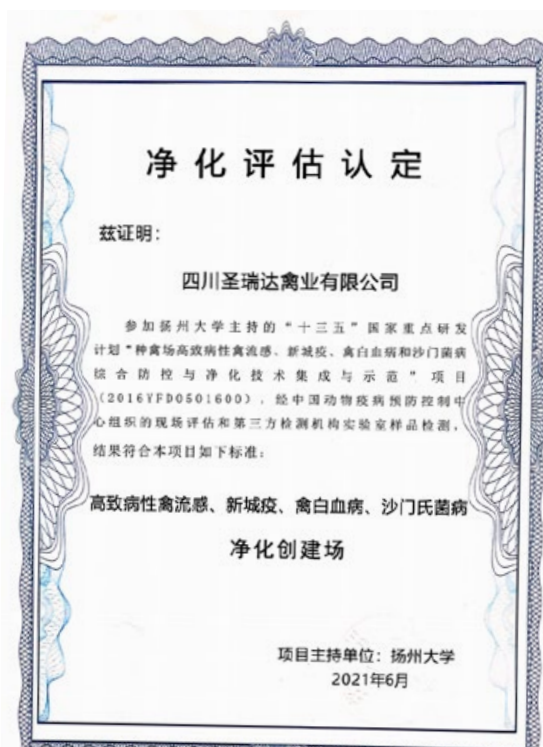 净化评估认定
兹证明：
四川圣瑞达禽业有限公司
参加扬州大学主持的“十三五”国家重点研发
计划“种禽场高致病性禽流感、新城疫、禽白血病和沙门菌病
综合防控与净化技术集成与示范”项目
（2016YFD0501600），经中国动物疫病预防控制中
心组织的现场评估和第三方检测机构实验室样品检测，
结果符合本项目如下标准：
高致病性禽流感、新城疫、禽白血病、沙门氏菌病
净化创建场
项目主持单位：扬州大学
2021年6月